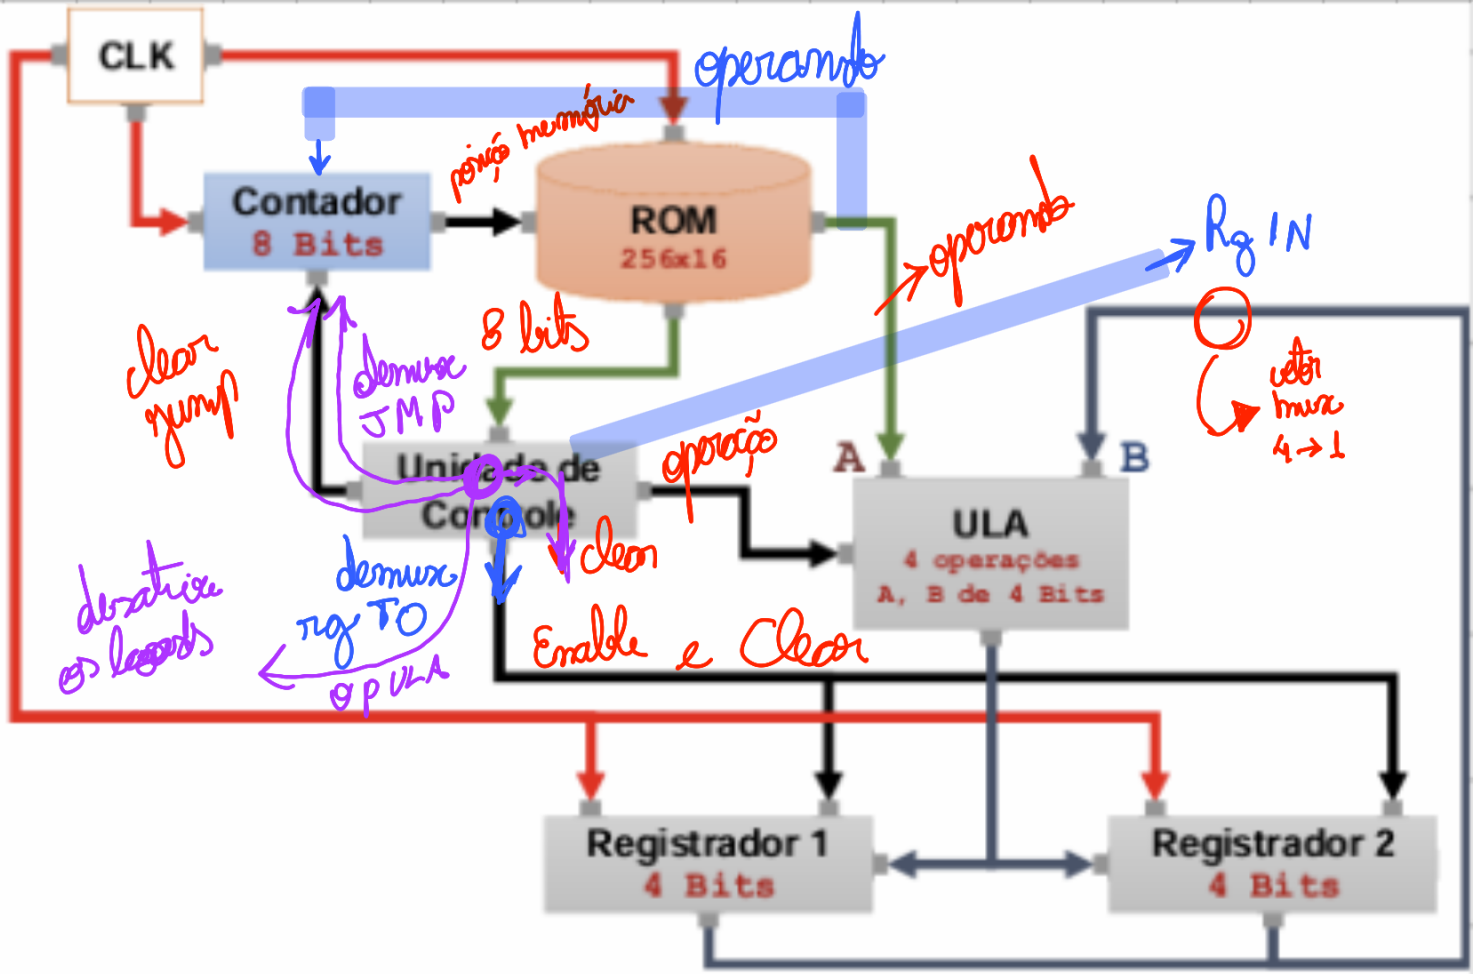 CLK
operando
posição memória
Contador
8 Bits
ROM
256x16
operando
Rg IN
8 bits
clear
jump
demux
JMP
vetor
mux
4→1
Unidade de
Controle
operação
A
B
ULA
4 operações
A, B de 4 Bits
clear
demux
rg TO
desative
os
Enable e Clear
op ULA
Registrador 1
4 Bits
Registrador 2
4 Bits